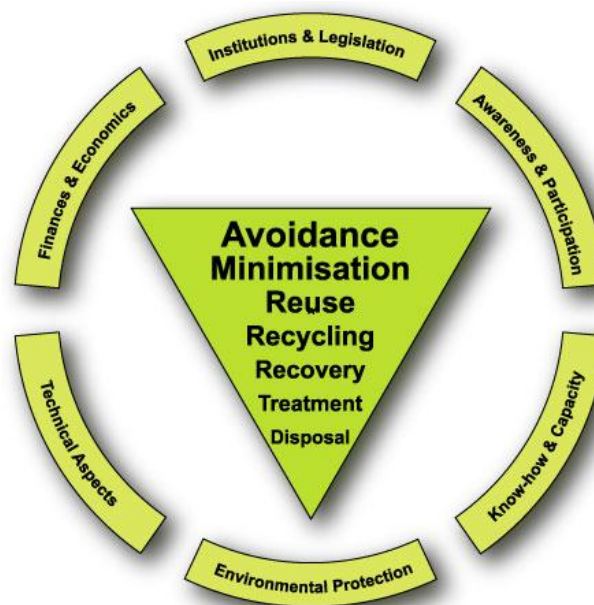 Institutions & Legislation
Awareness & Participation
Know-how & Capacity
Environmental Protection
Technical Aspects
Finances & Economics
Avoidance
Minimisation
Reuse
Recycling
Recovery
Treatment
Disposal